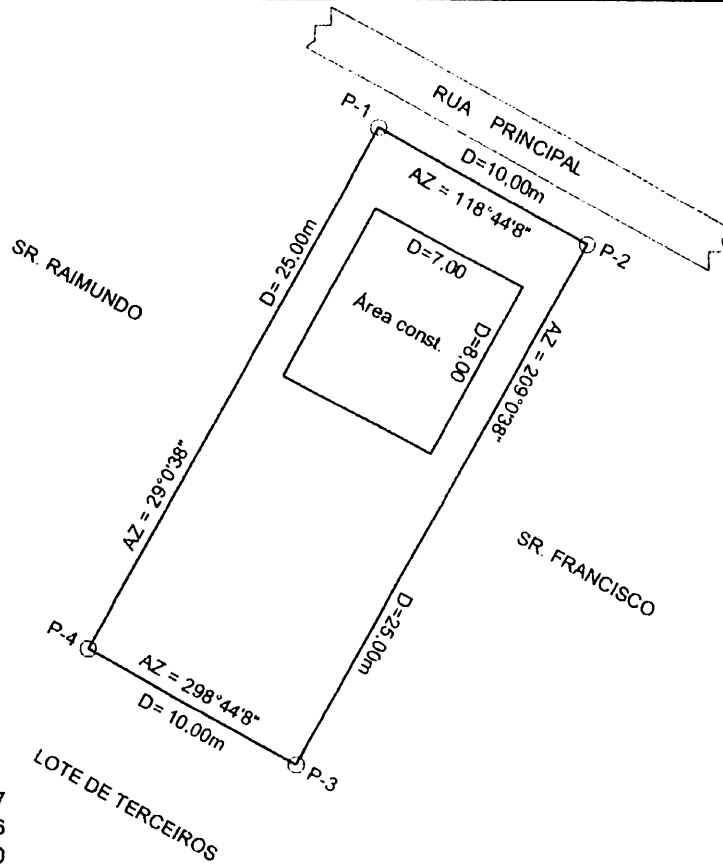 RUA PRINCIPAL
P-1
D=10,00m
AZ = 118°44'8"
P-2
D= 25.00m
SR. RAIMUNDO
D=7.00
Área const.
D=8.00
AZ = 209°0'38"
AZ = 29°0'38"
SR. FRANCISCO
D=25.00m
P-4
AZ = 298°44'8"
D= 10.00m
P-3
LOTE DE TERCEIROS